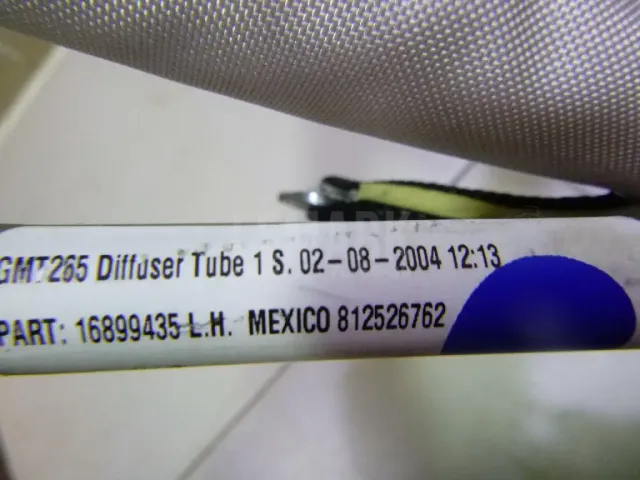 GMT265 Diffuser Tube 1 S. 02-08-2004 12:13
PART: 16899435 L.H. MEXICO 812526762